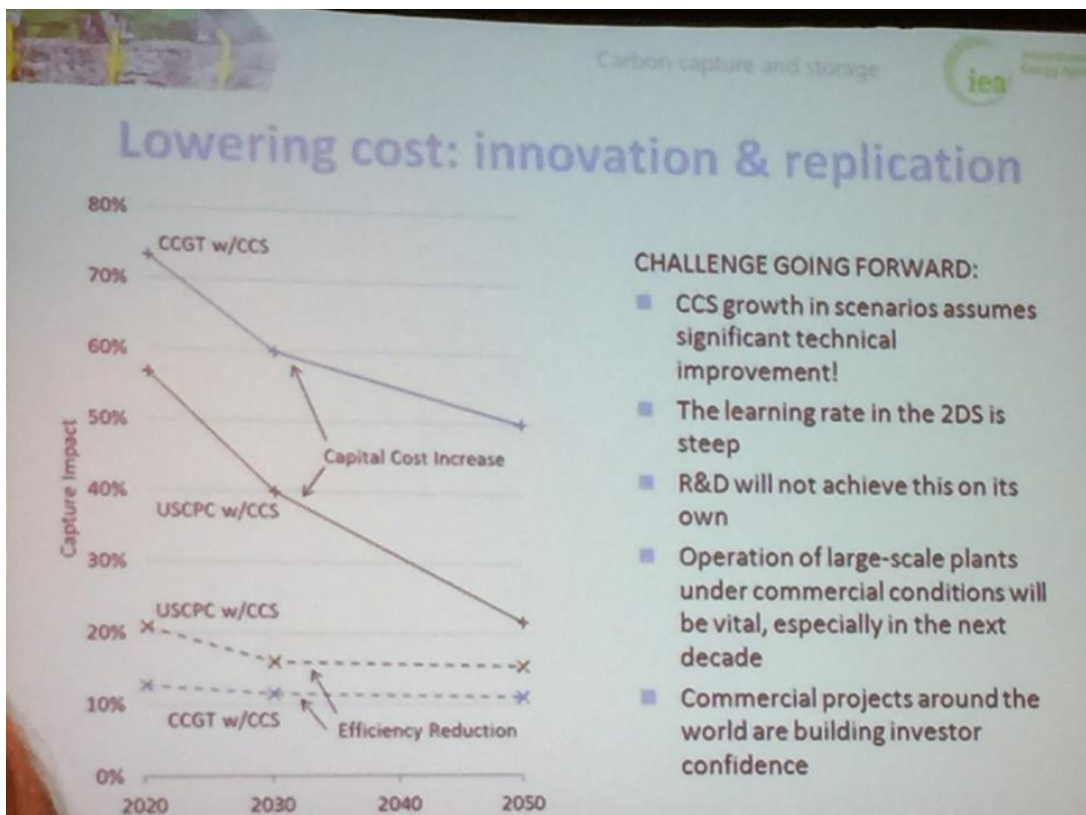 Carbon capture and storage
iea
Lowering cost: innovation & replication
80%
70%
60%
50%
40%
30%
20%
10%
0%
Capture Impact
CCGT w/CCS
Capital Cost Increase
USCPC w/CCS
USCPC w/CCS
CCGT w/CCS
Efficiency Reduction
2020 2030 2040 2050
CHALLENGE GOING FORWARD:
CCS growth in scenarios assumes
significant technical
improvement!
The learning rate in the 2DS is
steep
R&D will not achieve this on its
own
Operation of large-scale plants
under commercial conditions will
be vital, especially in the next
decade
Commercial projects around the
world are building investor
confidence